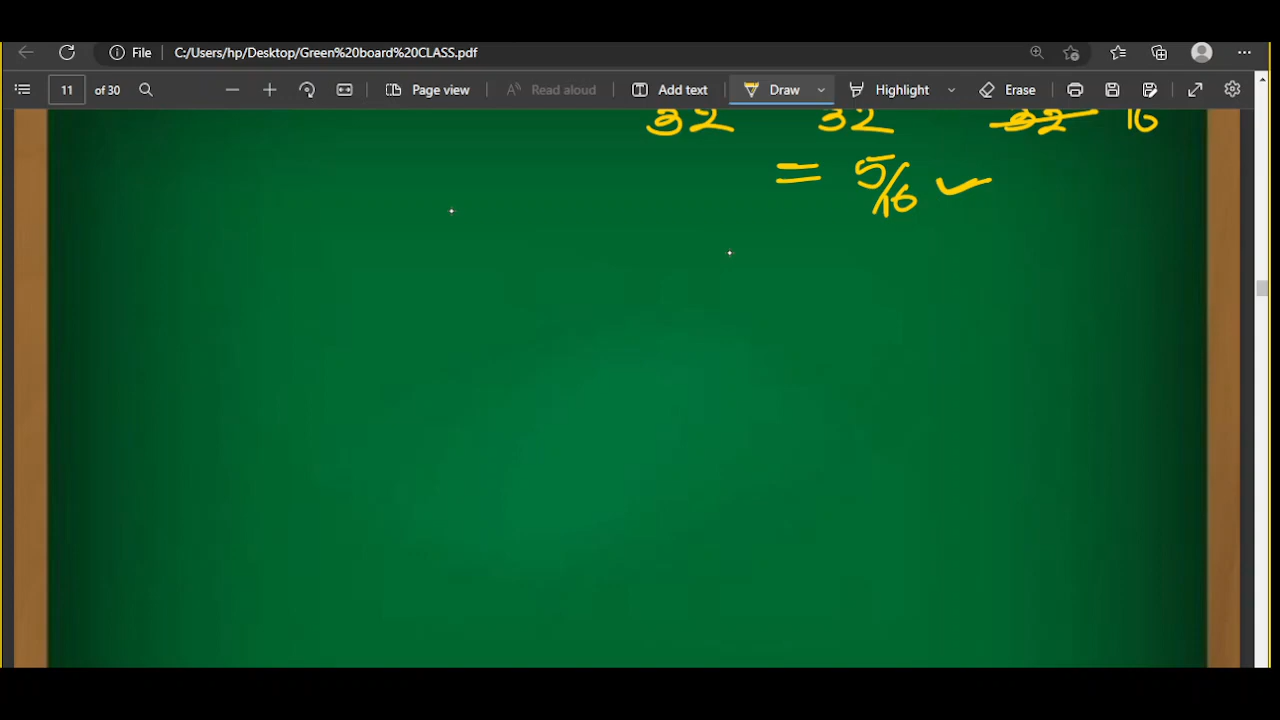 File C:/Users/hp/Desktop/Green%20board%20CLASS.pdf
11 of 30 Page view Read aloud Add text Draw Highlight Erase
32 32 32 16
= 5/16 ✓